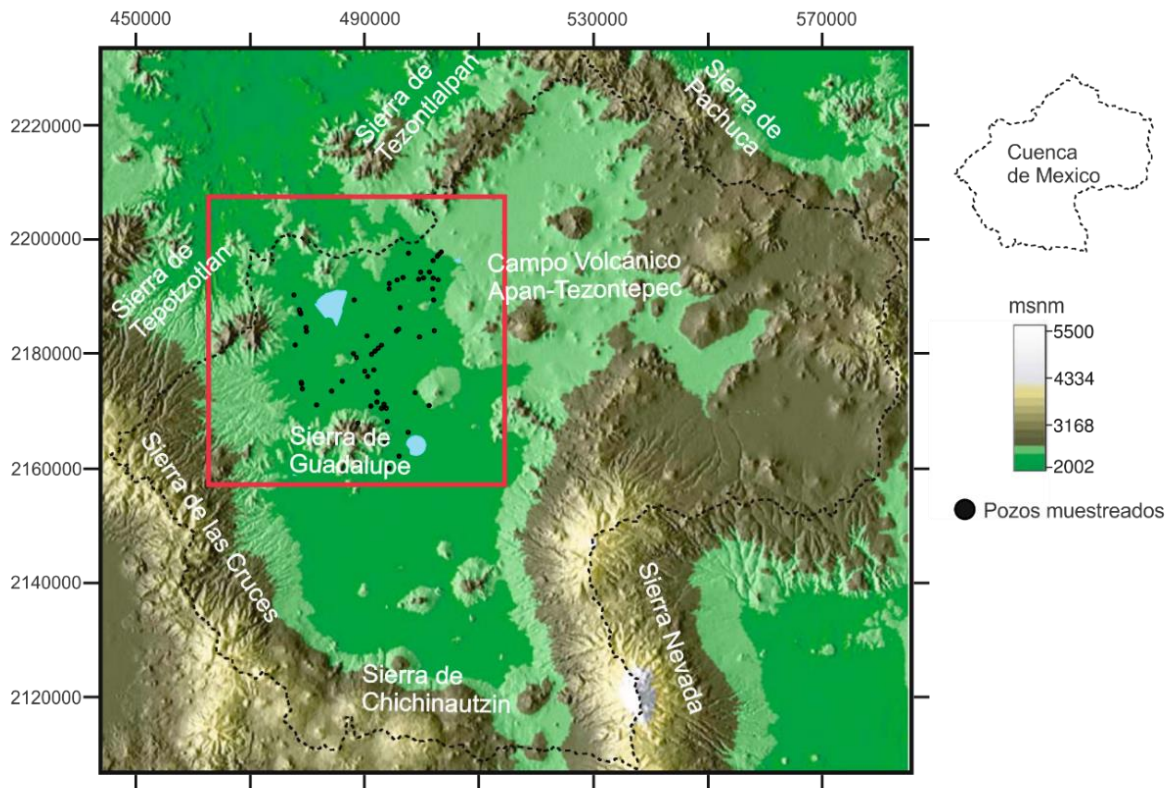 450000
490000
530000
570000
2220000
2200000
2180000
2160000
2140000
2120000
Sierra de
Tezontlalpan
Sierra de
Pachuca
Sierra de
Tepotzotlan
Campo Volcánico
Apan-Tezontepec
Sierra de
Guadalupe
Sierra de las Cruces
Sierra Nevada
Sierra de
Chichinautzin
Cuenca
de Mexico
msnm
5500
4334
3168
2002
Pozos muestreados